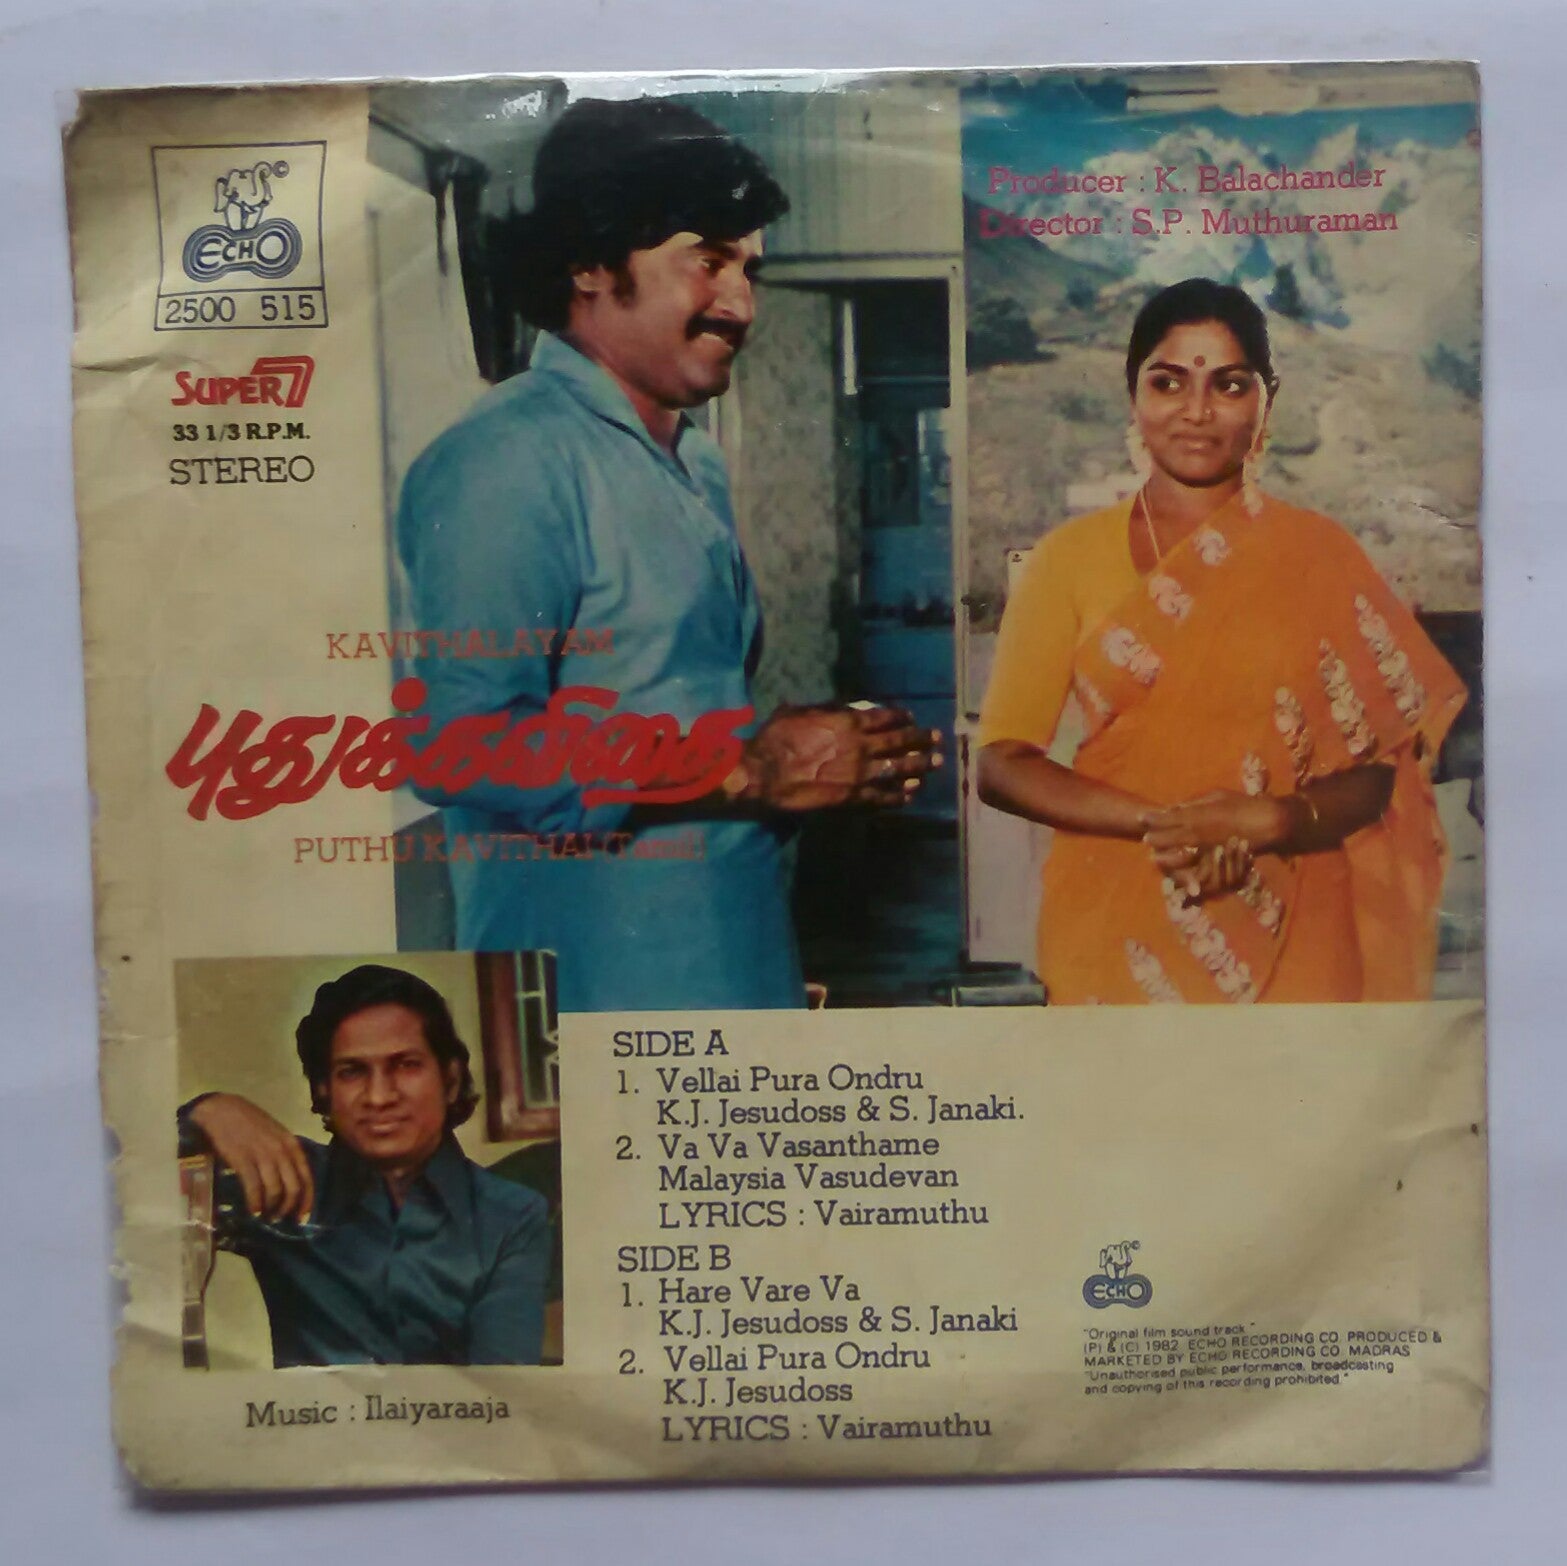 ECHO
2500 515
SUPER 7
33 1/3 R.P.M.
STEREO
Producer : K. Balachander
Director : S.P. Muthuraman
KAVITHALAYAM
புதுக்கவிதை
PUTHU KAVITHAI (Tamil)
Music : Ilaiyaraaja
SIDE A
1. Vellai Pura Ondru
K.J. Jesudoss & S. Janaki.
2. Va Va Vasanthame
Malaysia Vasudevan
LYRICS : Vairamuthu
SIDE B
1. Hare Vare Va
K.J. Jesudoss & S. Janaki
2. Vellai Pura Ondru
K.J. Jesudoss
LYRICS : Vairamuthu
ECHO
"Original film sound track"
(P) & (C) 1982 ECHO RECORDING CO. PRODUCED &
MARKETED BY ECHO RECORDING CO. MADRAS
"Unauthorised public performance, broadcasting
and copying of this recording prohibited."